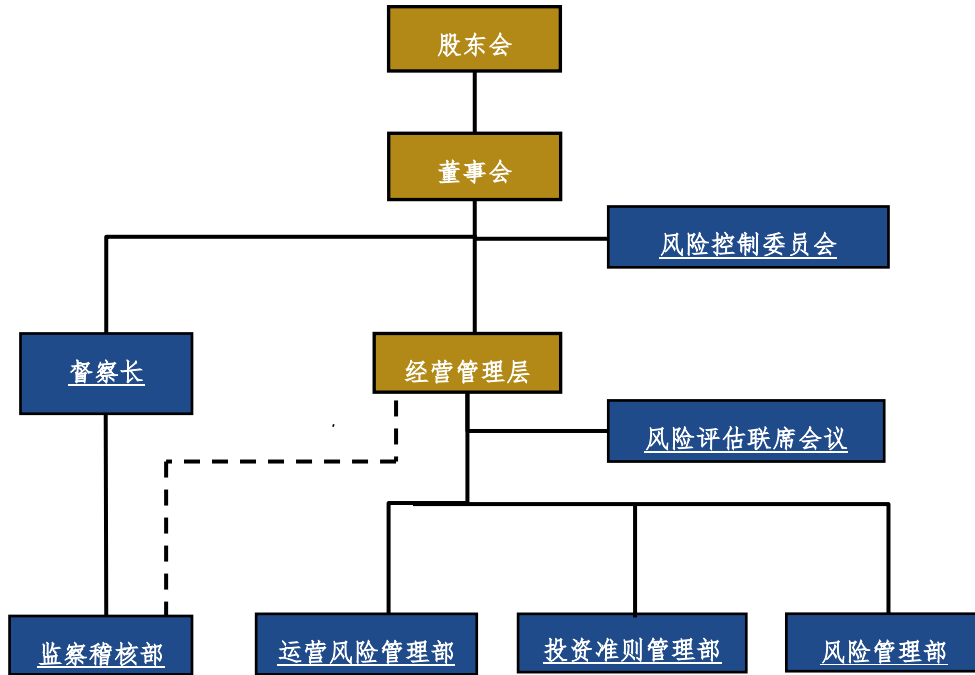 股东会
董事会
风险控制委员会
督察长
经营管理层
风险评估联席会议
监察稽核部
运营风险管理部
投资准则管理部
风险管理部